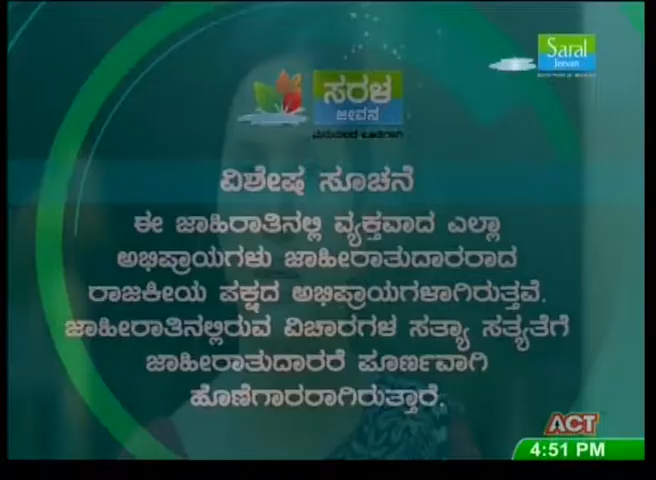 Saral
Jeevan
ಸರಳ
ಜೀವನ
ವಿಶೇಷ ಸೂಚನೆ
ಈ ಜಾಹಿರಾತಿನಲ್ಲಿ ವ್ಯಕ್ತವಾದ ಎಲ್ಲಾ
ಅಭಿಪ್ರಾಯಗಳು ಜಾಹೀರಾತುದಾರರಾದ
ರಾಜಕೀಯ ಪಕ್ಷದ ಅಭಿಪ್ರಾಯಗಳಾಗಿರುತ್ತವೆ.
ಜಾಹೀರಾತಿನಲ್ಲಿರುವ ವಿಚಾರಗಳ ಸತ್ಯಾ ಸತ್ಯತೆಗೆ
ಜಾಹೀರಾತುದಾರರೆ ಪೂರ್ಣವಾಗಿ
ಹೊಣೆಗಾರರಾಗಿರುತ್ತಾರೆ.
ACT
4:51 PM